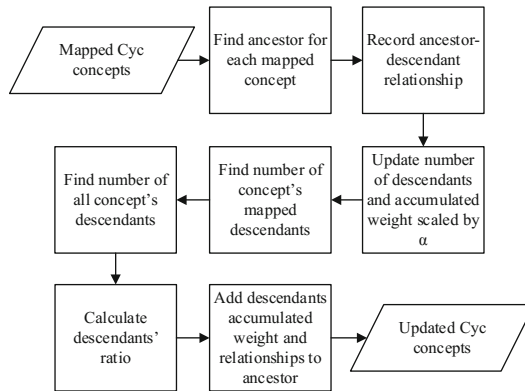 Mapped Cyc
concepts
Find ancestor for
each mapped
concept
Record ancestor-
descendant
relationship
Update number
of descendants
and accumulated
weight scaled by
α
Find number of
concept's
mapped
descendants
Find number of
all concept's
descendants
Calculate
descendants'
ratio
Add descendants
accumulated
weight and
relationships to
ancestor
Updated Cyc
concepts